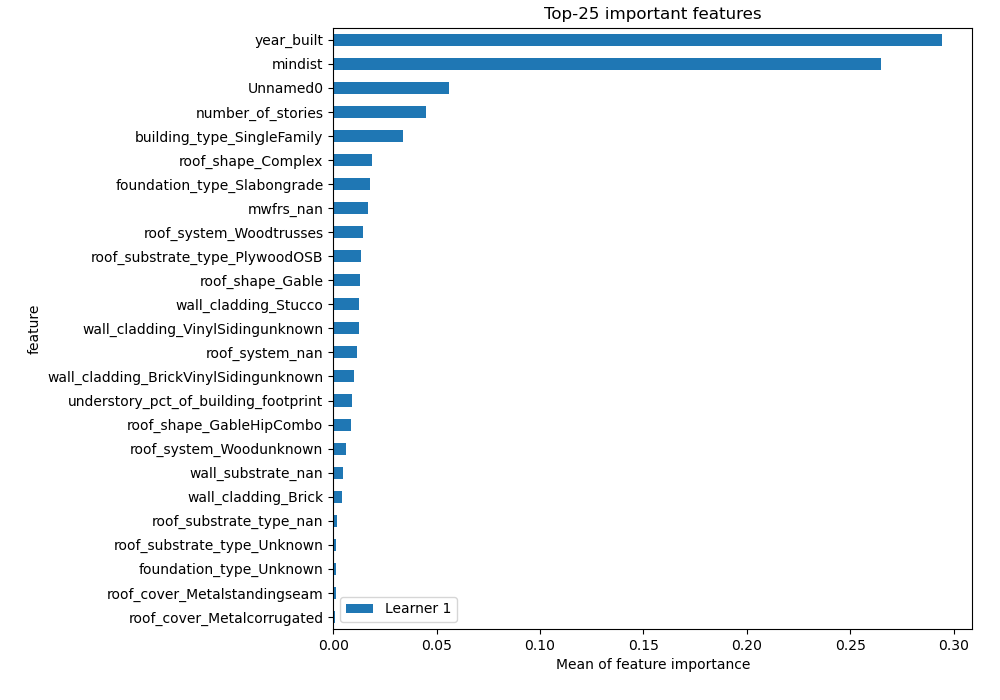 Top-25 important features
year_built
mindist
Unnamed0
number_of_stories
building_type_SingleFamily
roof_shape_Complex
foundation_type_Slabongrade
mwfrs_nan
roof_system_Woodtrusses
roof_substrate_type_PlywoodOSB
roof_shape_Gable
wall_cladding_Stucco
wall_cladding_VinylSidingunknown
roof_system_nan
wall_cladding_BrickVinylSidingunknown
understory_pct_of_building_footprint
roof_shape_GableHipCombo
roof_system_Woodunknown
wall_substrate_nan
wall_cladding_Brick
roof_substrate_type_nan
roof_substrate_type_Unknown
foundation_type_Unknown
roof_cover_Metalstandingseam
roof_cover_Metalcorrugated
feature
Learner 1
0.00 0.05 0.10 0.15 0.20 0.25 0.30
Mean of feature importance